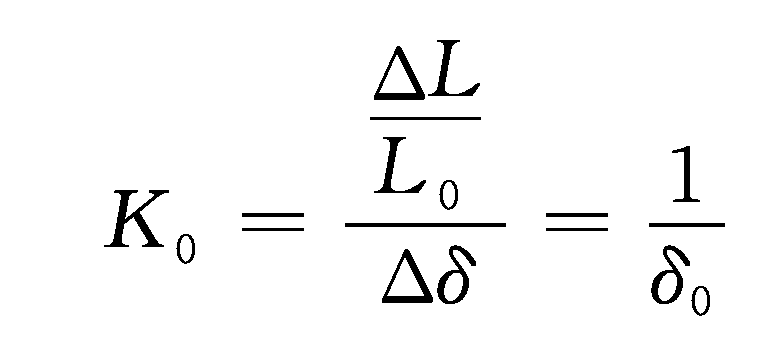 K₀ = (ΔL / L₀) / Δδ = 1 / δ₀